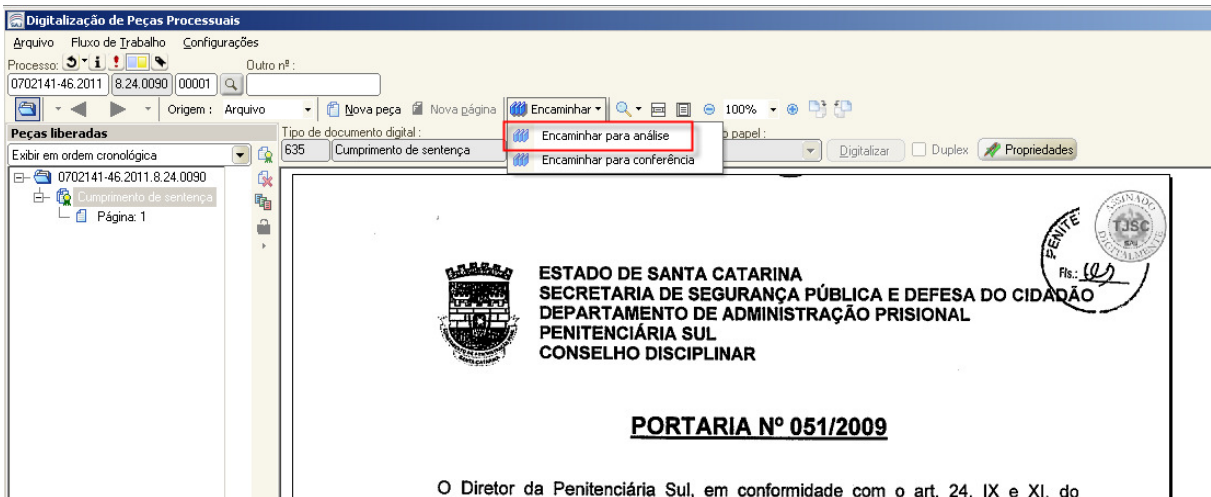 Digitalização de Peças Processuais
Arquivo Fluxo de Trabalho Configurações
Processo: Outro nº :
0702141-46.2011 8.24.0090 00001
Origem : Arquivo Nova peça Nova página Encaminhar 100%
Peças liberadas
Tipo de documento digital : o papel :
Encaminhar para análise
Exibir em ordem cronológica
635 Cumprimento de sentença Digitalizar Duplex Propriedades
Encaminhar para conferência
0702141-46.2011.8.24.0090
Cumprimento de sentença
Página: 1
ASSINADO
TJSC
DIGITALMENTE
PENITE
Fls.:
ESTADO DE SANTA CATARINA
SECRETARIA DE SEGURANÇA PÚBLICA E DEFESA DO CIDADÃO
DEPARTAMENTO DE ADMINISTRAÇÃO PRISIONAL
PENITENCIÁRIA SUL
CONSELHO DISCIPLINAR
PORTARIA Nº 051/2009
O Diretor da Penitenciária Sul, em conformidade com o art. 24, IX e XI, do